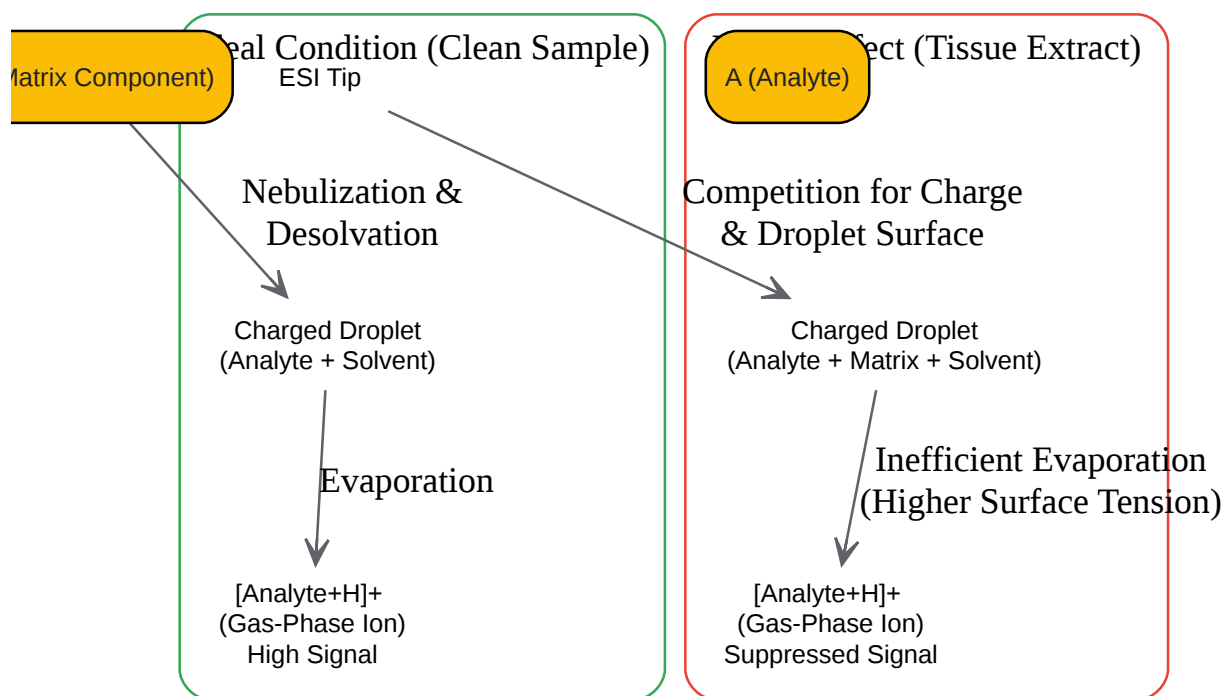 Matrix Component)
Condition (Clean Sample)
ESI Tip
Nebulization &
Desolvation
Charged Droplet
(Analyte + Solvent)
Evaporation
[Analyte+H]+
(Gas-Phase Ion)
High Signal
(Tissue Extract)
A (Analyte)
Competition for Charge
& Droplet Surface
Charged Droplet
(Analyte + Matrix + Solvent)
Inefficient Evaporation
(Higher Surface Tension)
[Analyte+H]+
(Gas-Phase Ion)
Suppressed Signal